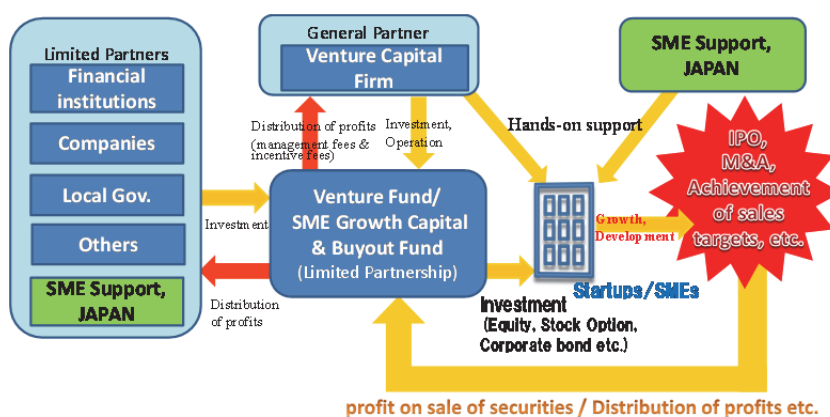 Limited Partners
Financial
institutions
Companies
Local Gov.
Others
SME Support,
JAPAN
General Partner
Venture Capital
Firm
SME Support,
JAPAN
Distribution of profits
(management fees &
incentive fees)
Investment,
Operation
Hands-on support
IPO,
M&A,
Achievement
of sales
targets, etc.
Investment
Venture Fund/
SME Growth Capital
& Buyout Fund
(Limited Partnership)
Growth,
Development
Distribution
of profits
Startups/SMEs
Investment
(Equity, Stock Option,
Corporate bond etc.)
profit on sale of securities / Distribution of profits etc.